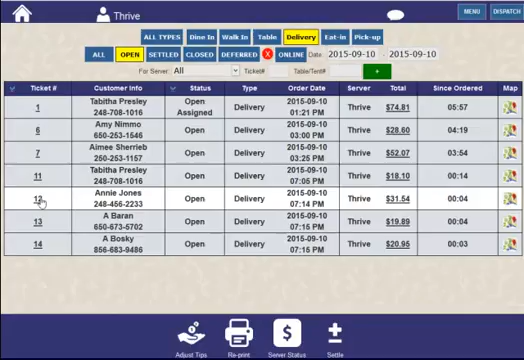 Thrive
Thrive
MENU
DISPATCH
ALL TYPES Dine In Walk In Table Delivery Eat-in Pick-up
ALL OPEN SETTLED CLOSED DEFERRED X ONLINE Date: 2015-09-10 - 2015-09-10
For Server: All Ticket# Table/Tent# +
Ticket # Customer Info Status Type Order Date Server Total Since Ordered Map
1 Tabitha Presley 248-708-1016 Open Assigned Delivery 2015-09-10 01:21 PM Thrive $74.81 05:57
6 Amy Nimmo 650-253-1546 Open Delivery 2015-09-10 03:00 PM Thrive $28.60 04:19
7 Aimee Sherrieb 250-253-1157 Open Delivery 2015-09-10 03:25 PM Thrive $52.07 03:54
11 Tabitha Presley 248-708-1016 Open Delivery 2015-09-10 07:05 PM Thrive $18.10 00:14
12 Annie Jones 248-456-2233 Open Delivery 2015-09-10 07:14 PM Thrive $31.54 00:04
13 A Baran 650-673-5702 Open Delivery 2015-09-10 07:15 PM Thrive $19.89 00:04
14 A Bosky 856-683-9486 Open Delivery 2015-09-10 07:15 PM Thrive $20.95 00:03
Adjust Tips Re-print Server Status Settle